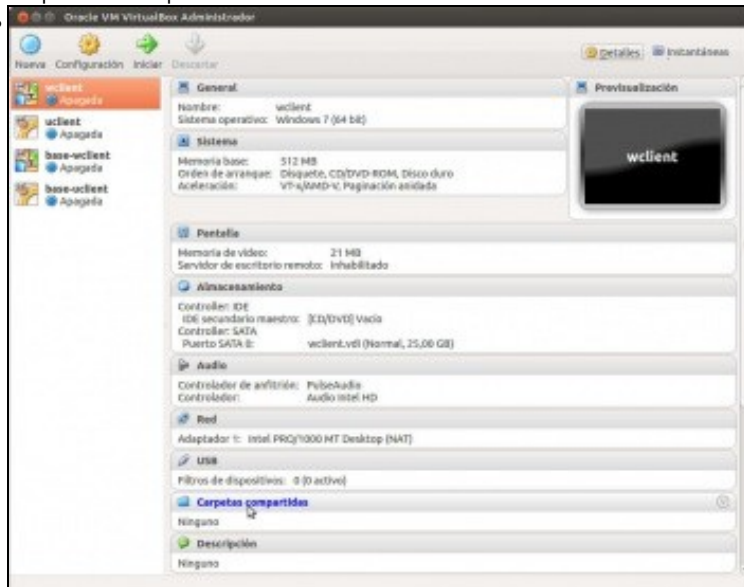 Oracle VM VirtualBox Administrador
Nueva Configuración Iniciar Descartar
Detalles Instantáneas
wclient
Apagada
uclient
Apagada
base-wclient
Apagada
base-uclient
Apagada
General
Nombre: wclient
Sistema operativo: Windows 7 (64 bit)
Sistema
Memoria base: 512 MB
Orden de arranque: Disquete, CD/DVD-ROM, Disco duro
Aceleración: VT-x/AMD-V, Paginación anidada
Previsualización
wclient
Pantalla
Memoria de vídeo: 21 MB
Servidor de escritorio remoto: Inhabilitado
Almacenamiento
Controller: IDE
IDE secundario maestro: [CD/DVD] Vacío
Controller: SATA
Puerto SATA 0: wclient.vdi (Normal, 25,00 GB)
Audio
Controlador de anfitrión: PulseAudio
Controlador: Audio Intel HD
Red
Adaptador 1: Intel PRO/1000 MT Desktop (NAT)
USB
Filtros de dispositivos: 0 (0 activo)
Carpetas compartidas
Ninguno
Descripción
Ninguno